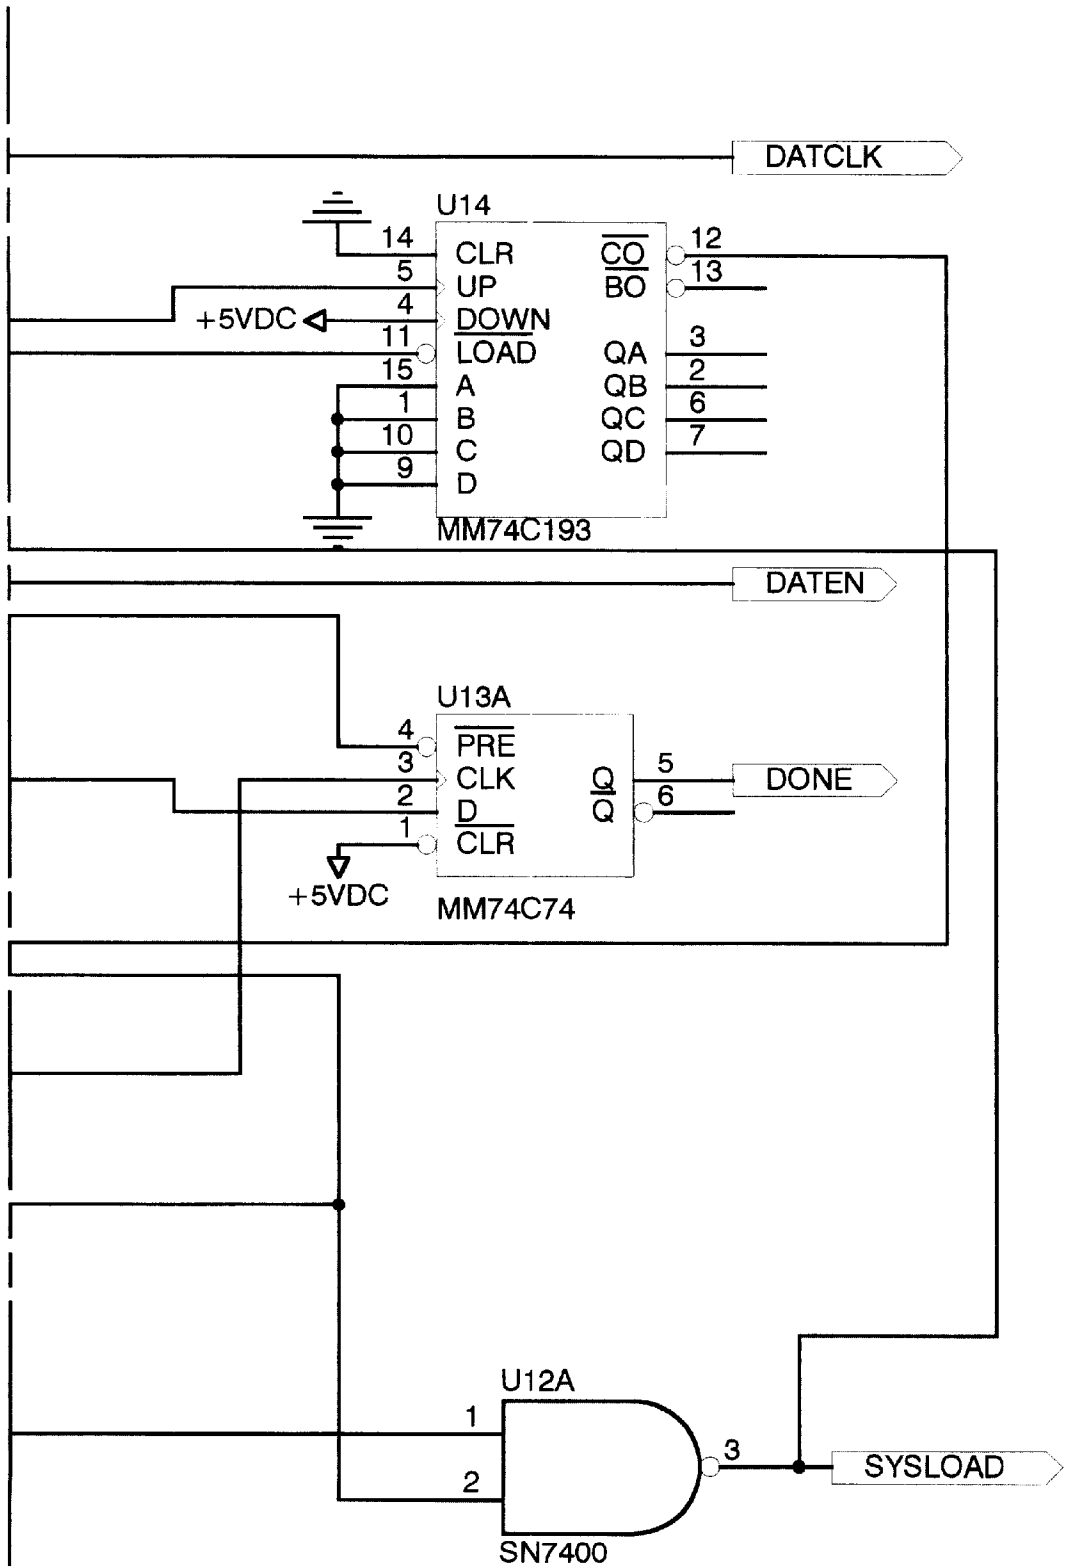 DATCLK
U14
14 CLR CO 12
5 UP BO 13
+5VDC 4 DOWN
11 LOAD QA 3
15 A QB 2
1 B QC 6
10 C QD 7
9 D
MM74C193
DATEN
U13A
4 PRE
3 CLK Q 5 DONE
2 D Q 6
1 CLR
+5VDC
MM74C74
U12A
1
3 SYSLOAD
2
SN7400